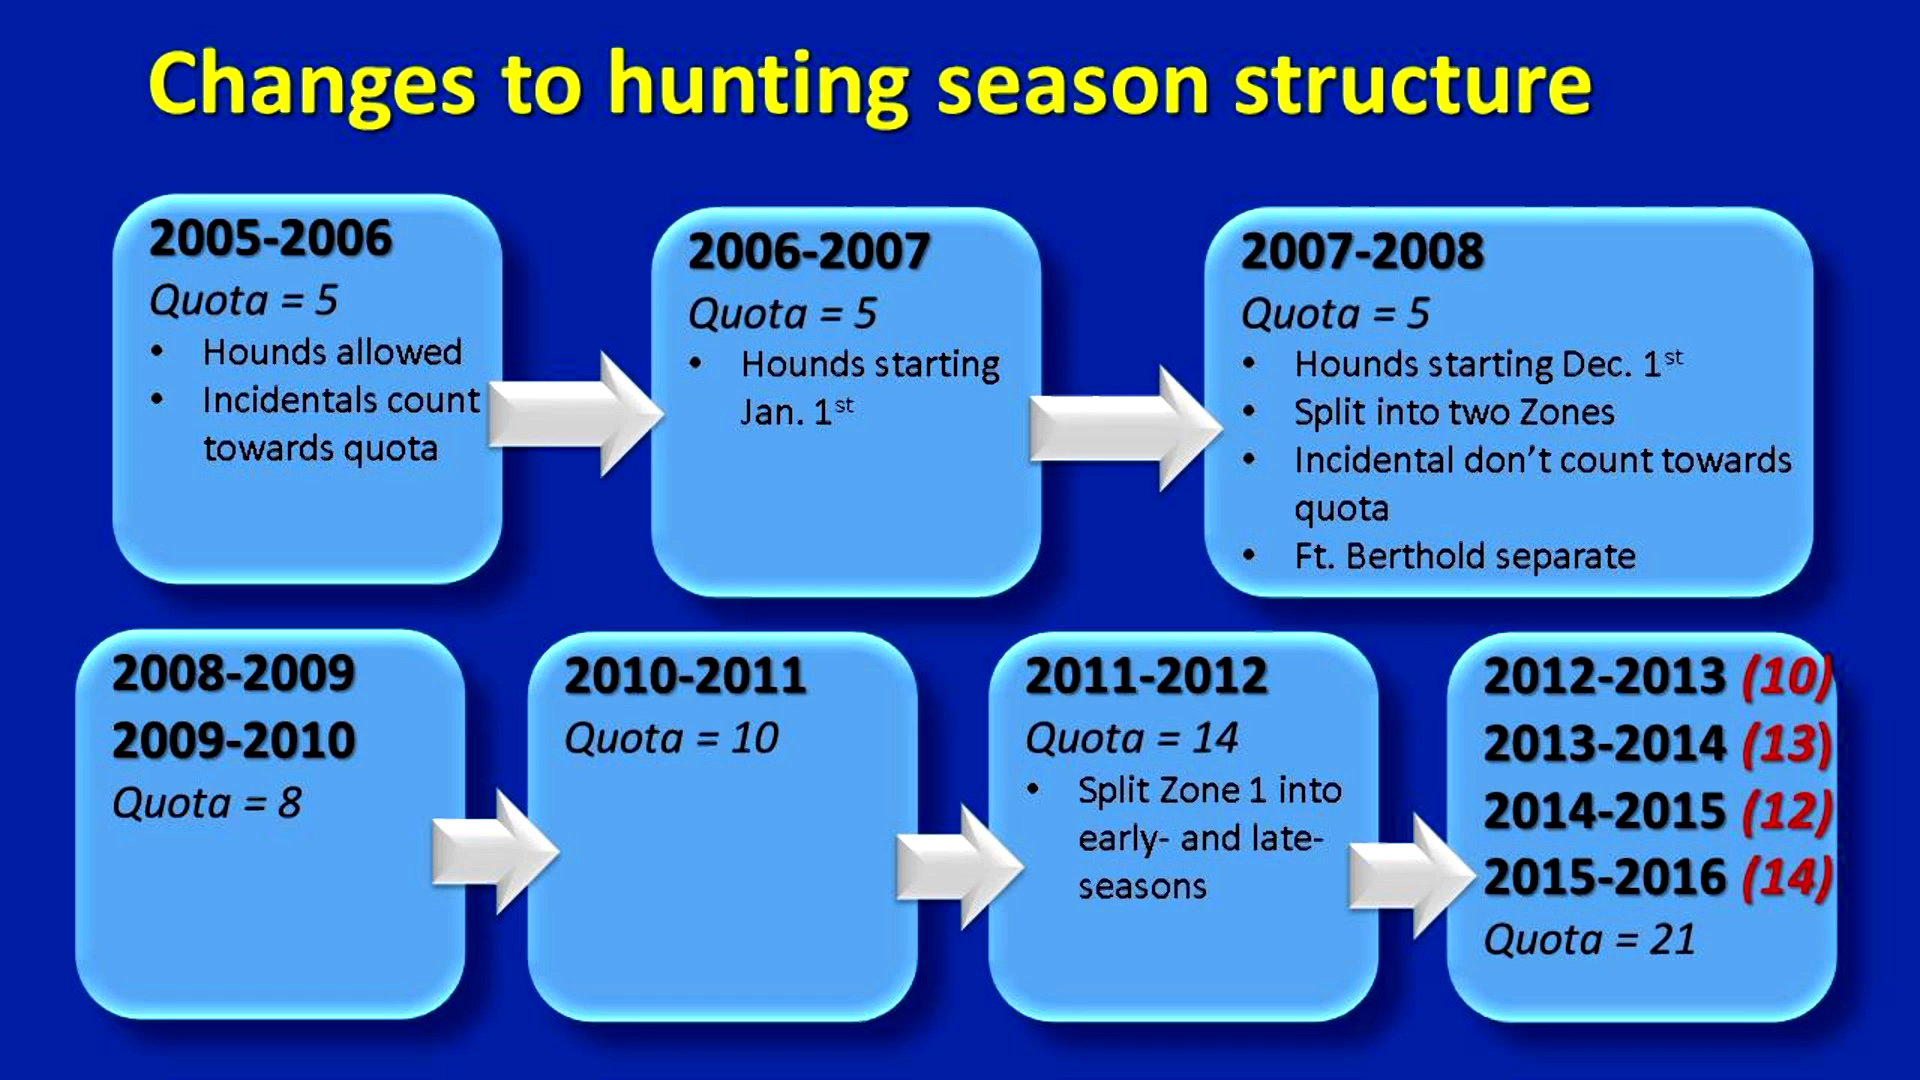 Changes to hunting season structure
2005-2006
Quota = 5
• Hounds allowed
• Incidentals count
towards quota
2006-2007
Quota = 5
• Hounds starting
Jan. 1st
2007-2008
Quota = 5
• Hounds starting Dec. 1st
• Split into two Zones
• Incidental don't count towards
quota
• Ft. Berthold separate
2008-2009
2009-2010
Quota = 8
2010-2011
Quota = 10
2011-2012
Quota = 14
• Split Zone 1 into
early- and late-
seasons
2012-2013 (10)
2013-2014 (13)
2014-2015 (12)
2015-2016 (14)
Quota = 21